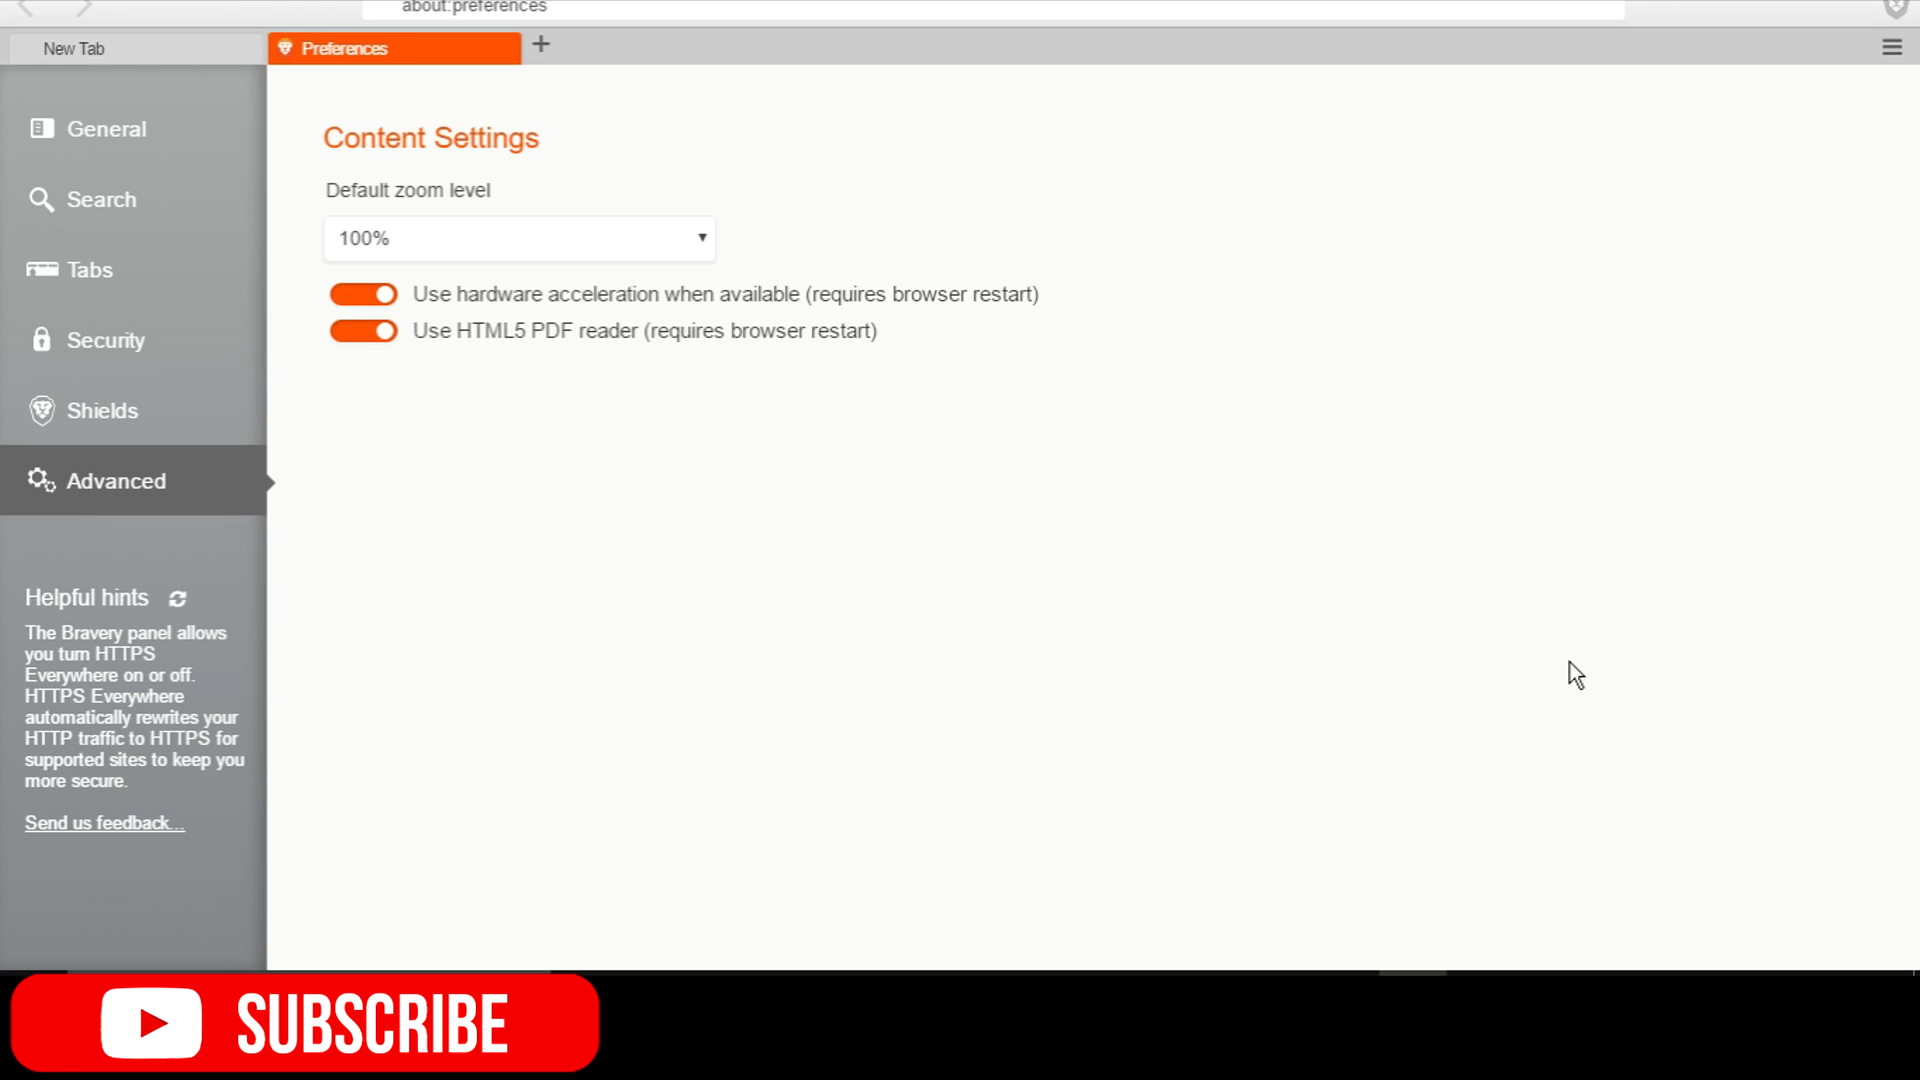 about:preferences
New Tab
Preferences
General
Search
Tabs
Security
Shields
Advanced
Content Settings
Default zoom level
100%
Use hardware acceleration when available (requires browser restart)
Use HTML5 PDF reader (requires browser restart)
Helpful hints
The Bravery panel allows
you turn HTTPS
Everywhere on or off.
HTTPS Everywhere
automatically rewrites your
HTTP traffic to HTTPS for
supported sites to keep you
more secure.
Send us feedback...
SUBSCRIBE